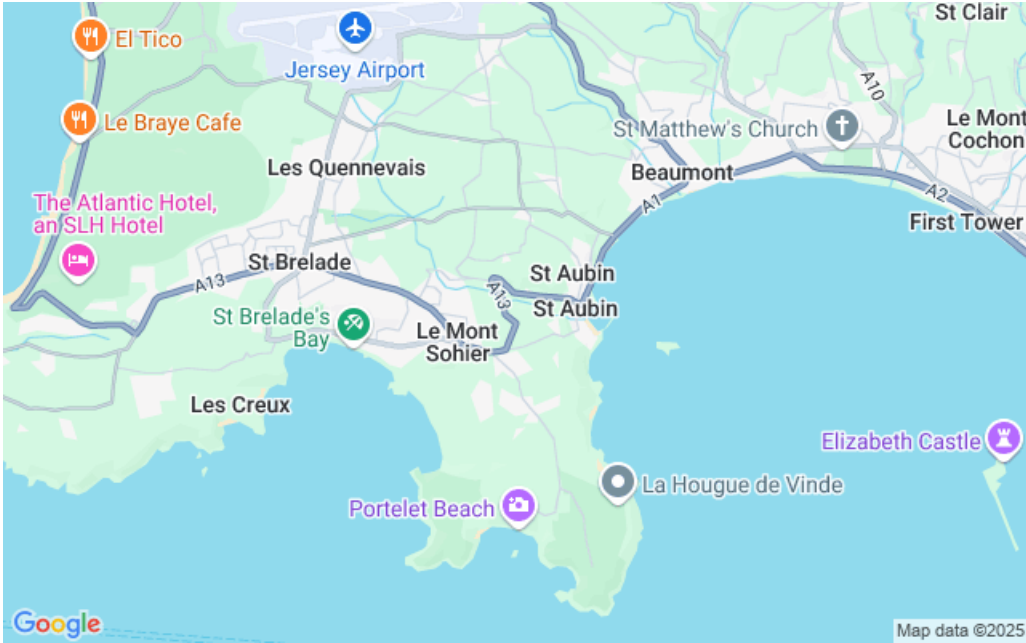 St Clair
El Tico
Jersey Airport
A10
Le Braye Cafe
St Matthew's Church
Le Mont
Cochon
Les Quennevais
Beaumont
A2
The Atlantic Hotel,
an SLH Hotel
A1
First Tower
St Brelade
St Aubin
A13
A13
St Aubin
St Brelade's
Bay
Le Mont
Sohier
Les Creux
Elizabeth Castle
La Hougue de Vinde
Portelet Beach
Google
Map data ©2025